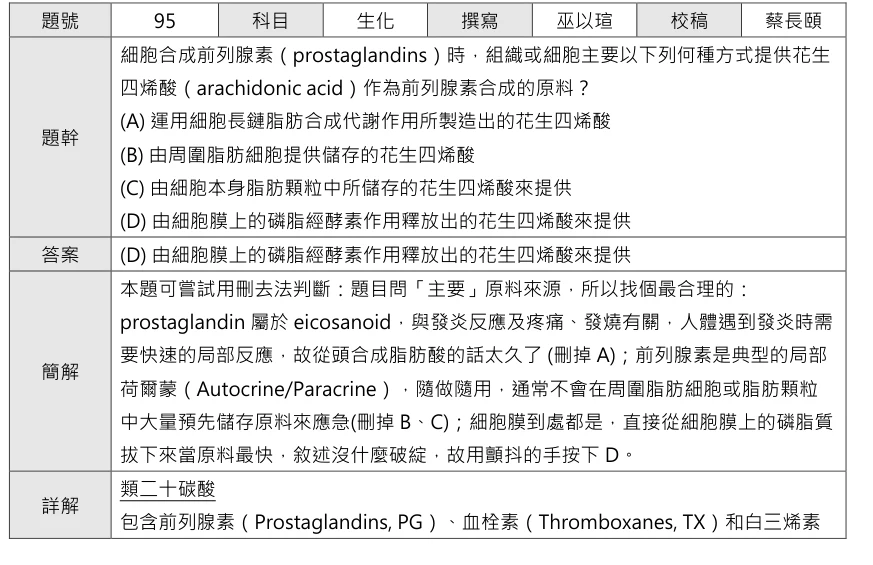 題號 95 科目 生化 撰寫 巫以瑄 校稿 蔡長頤
題幹
細胞合成前列腺素（prostaglandins）時，組織或細胞主要以下列何種方式提供花生
四烯酸（arachidonic acid）作為前列腺素合成的原料？
(A) 運用細胞長鏈脂肪合成代謝作用所製造出的花生四烯酸
(B) 由周圍脂肪細胞提供儲存的花生四烯酸
(C) 由細胞本身脂肪顆粒中所儲存的花生四烯酸來提供
(D) 由細胞膜上的磷脂經酵素作用釋放出的花生四烯酸來提供
答案 (D) 由細胞膜上的磷脂經酵素作用釋放出的花生四烯酸來提供
簡解
本題可嘗試用刪去法判斷：題目問「主要」原料來源，所以找個最合理的：
prostaglandin 屬於 eicosanoid，與發炎反應及疼痛、發燒有關，人體遇到發炎時需
要快速的局部反應，故從頭合成脂肪酸的話太久了 (刪掉 A)；前列腺素是典型的局部
荷爾蒙（Autocrine/Paracrine），隨做隨用，通常不會在周圍脂肪細胞或脂肪顆粒
中大量預先儲存原料來應急(刪掉 B、C)；細胞膜到處都是，直接從細胞膜上的磷脂質
拔下來當原料最快，敘述沒什麼破綻，故用顫抖的手按下 D。
詳解
類二十碳酸
包含前列腺素（Prostaglandins, PG）、血栓素（Thromboxanes, TX）和白三烯素